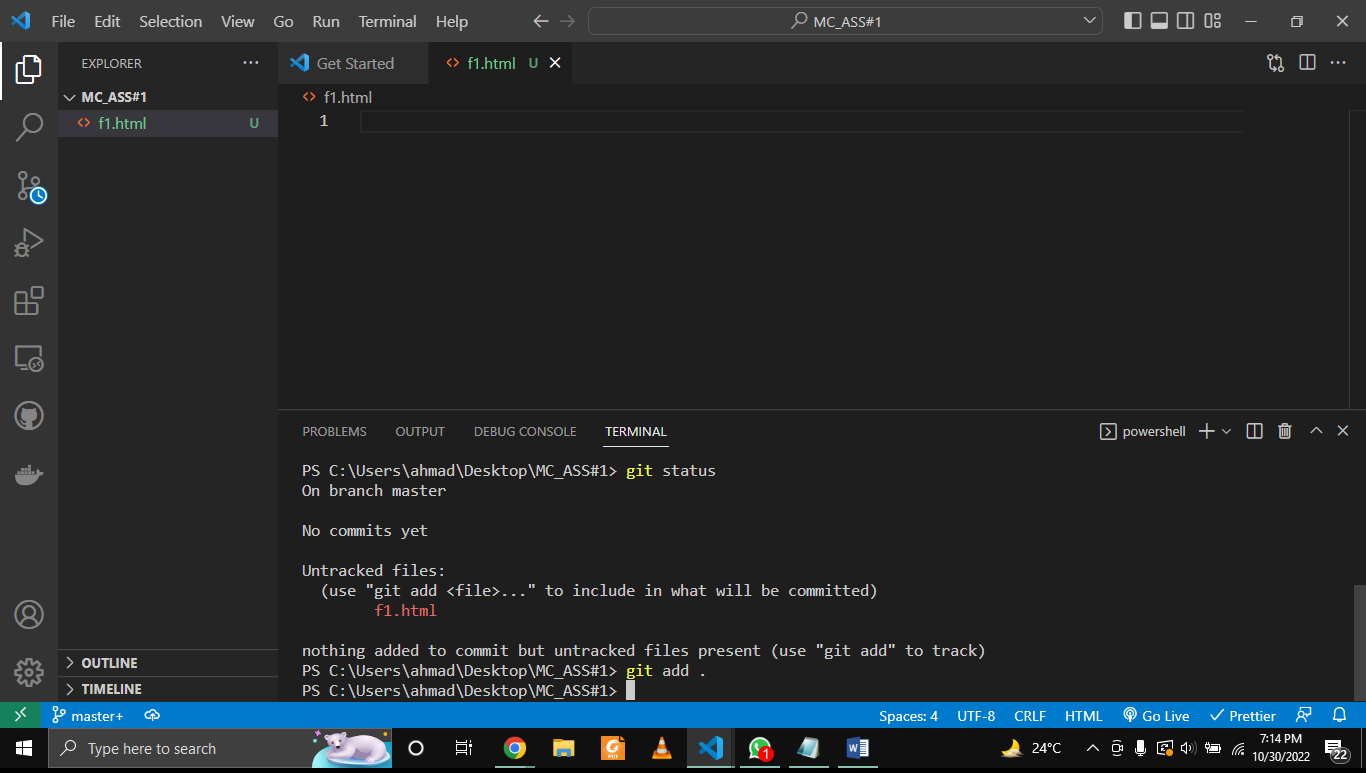 File Edit Selection View Go Run Terminal Help MC_ASS#1
EXPLORER
Get Started f1.html U
MC_ASS#1
f1.html U
f1.html
1
PROBLEMS OUTPUT DEBUG CONSOLE TERMINAL powershell
PS C:\Users\ahmad\Desktop\MC_ASS#1> git status
On branch master
No commits yet
Untracked files:
(use "git add <file>..." to include in what will be committed)
f1.html
nothing added to commit but untracked files present (use "git add" to track)
PS C:\Users\ahmad\Desktop\MC_ASS#1> git add .
PS C:\Users\ahmad\Desktop\MC_ASS#1>
OUTLINE
TIMELINE
master+ Spaces: 4 UTF-8 CRLF HTML Go Live Prettier
Type here to search
PDF
1
24°C
7:14 PM
10/30/2022
22